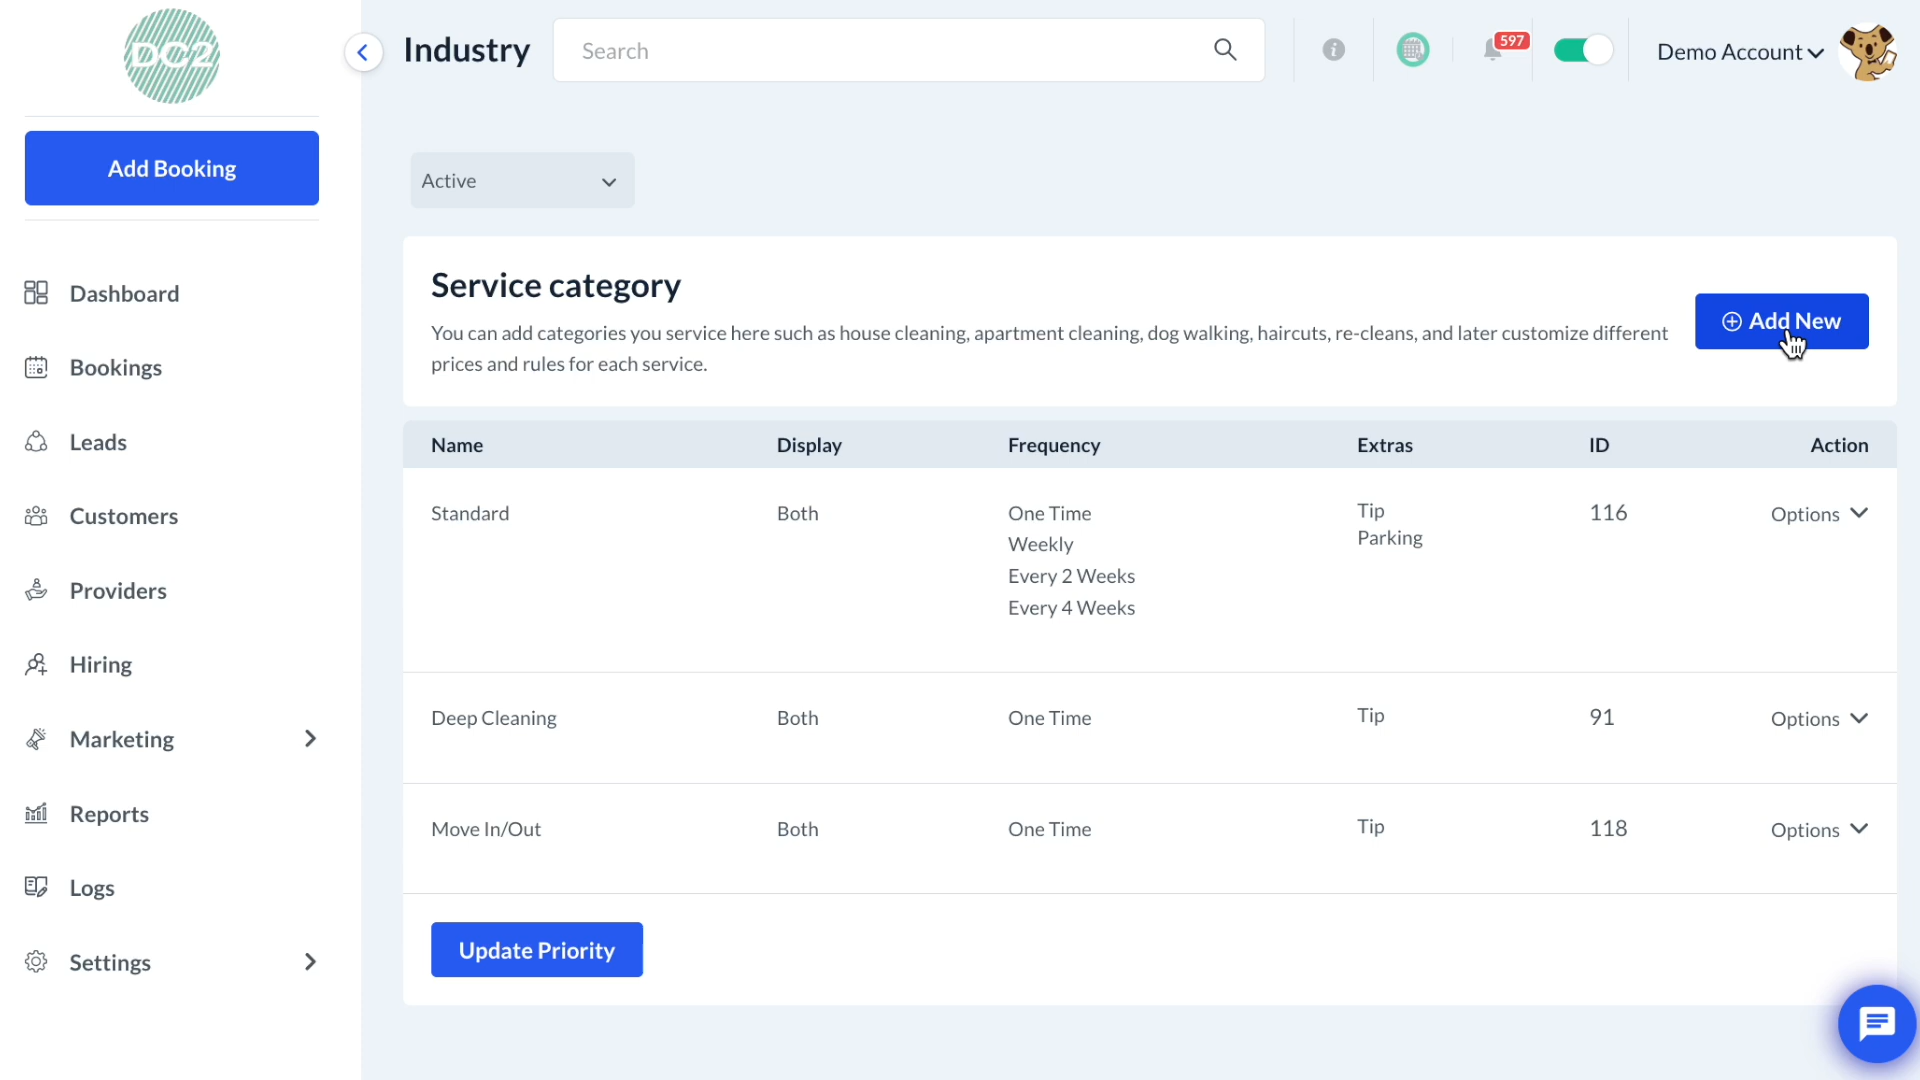 DC2
Industry
Search
597
Demo Account
Add Booking
Active
Dashboard
Bookings
Leads
Customers
Providers
Hiring
Marketing
Reports
Logs
Settings
Service category
You can add categories you service here such as house cleaning, apartment cleaning, dog walking, haircuts, re-cleans, and later customize different
prices and rules for each service.
Add New
Name Display Frequency Extras ID Action
Standard Both One Time Tip 116 Options
Weekly Parking
Every 2 Weeks
Every 4 Weeks
Deep Cleaning Both One Time Tip 91 Options
Move In/Out Both One Time Tip 118 Options
Update Priority